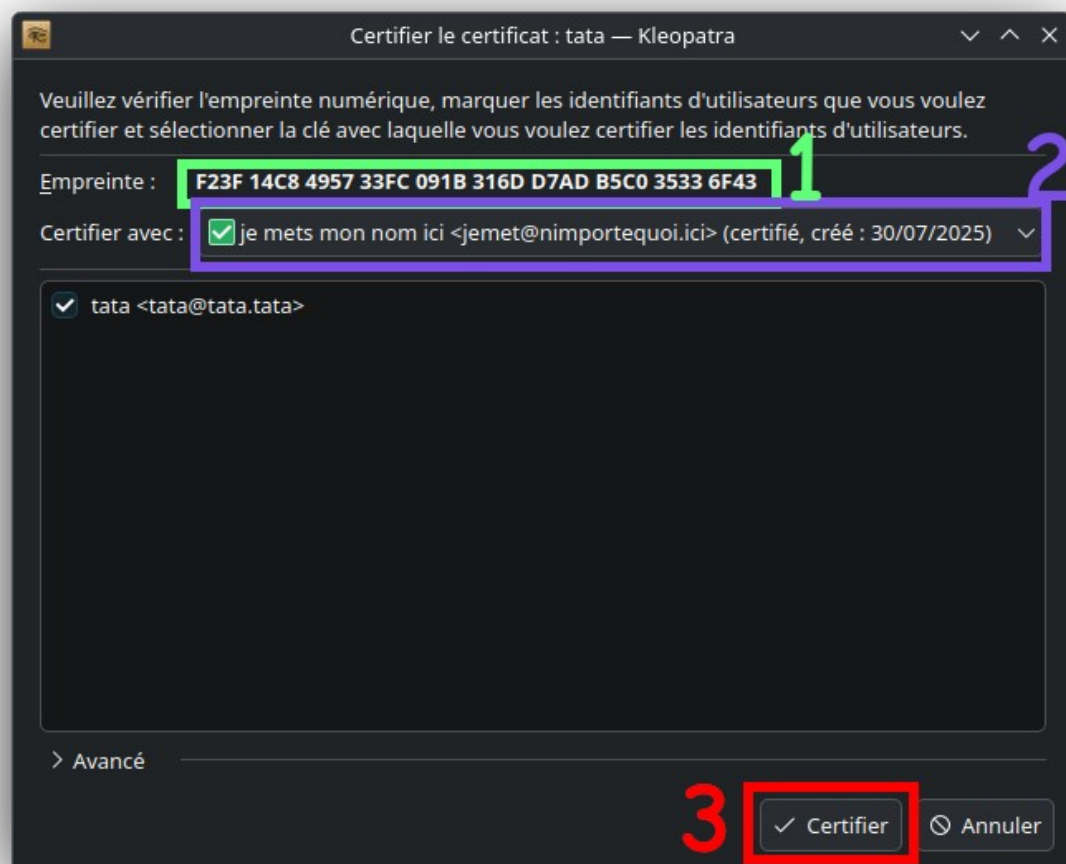 Certifier le certificat : tata — Kleopatra
Veuillez vérifier l'empreinte numérique, marquer les identifiants d'utilisateurs que vous voulez
certifier et sélectionner la clé avec laquelle vous voulez certifier les identifiants d'utilisateurs.
Empreinte : F23F 14C8 4957 33FC 091B 316D D7AD B5C0 3533 6F43 1
Certifier avec : je mets mon nom ici <jemet@nimportequoi.ici> (certifié, créé : 30/07/2025) 2
tata <tata@tata.tata>
Avancé
3 Certifier Annuler